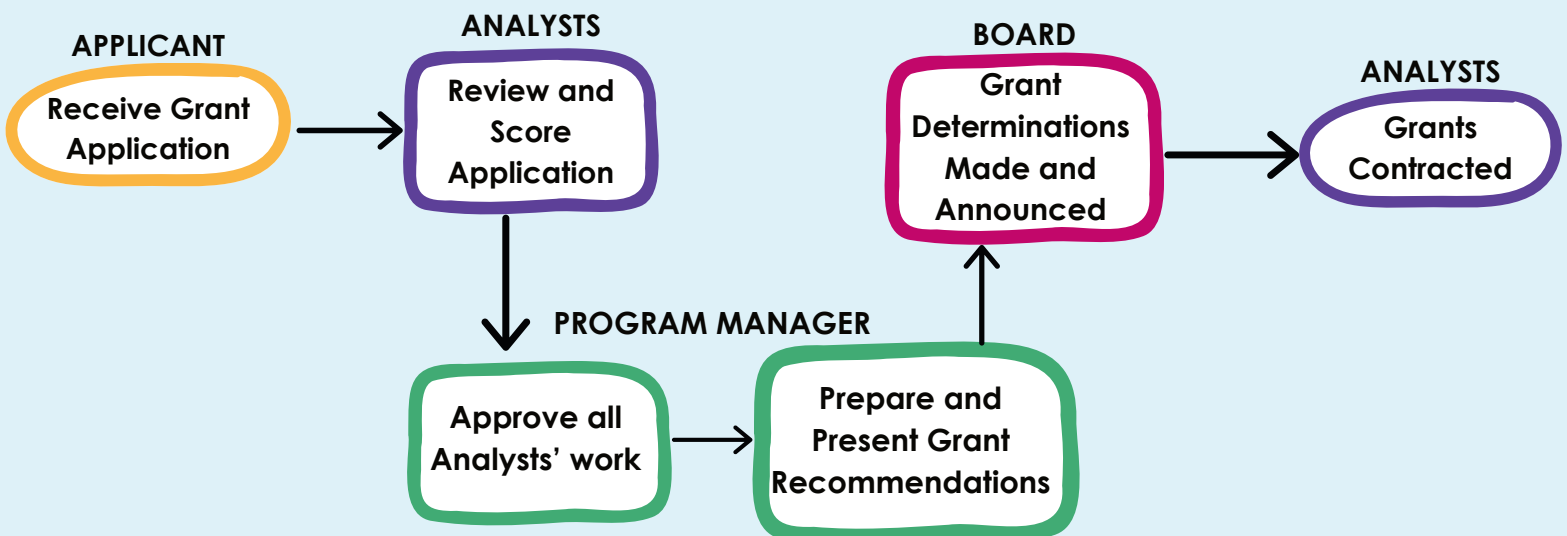 APPLICANT
Receive Grant
Application
ANALYSTS
Review and
Score
Application
PROGRAM MANAGER
Approve all
Analysts’ work
Prepare and
Present Grant
Recommendations
BOARD
Grant
Determinations
Made and
Announced
ANALYSTS
Grants
Contracted